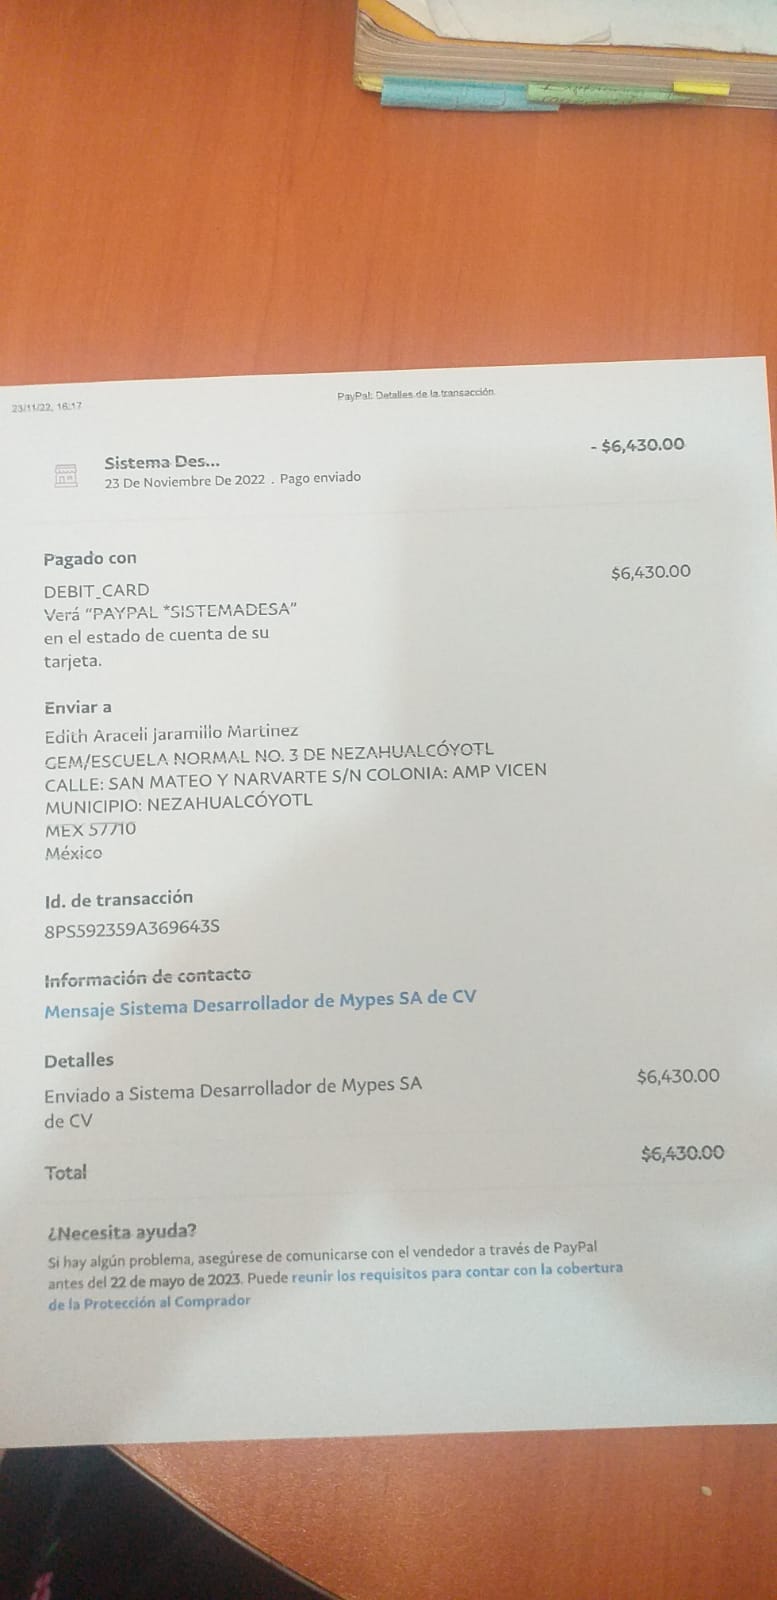 23/11/22, 16:17
PayPal: Detalles de la transacción
Sistema Des...
- $6,430.00
23 De Noviembre De 2022 . Pago enviado
Pagado con
$6,430.00
DEBIT_CARD
Verá "PAYPAL *SISTEMADESA"
en el estado de cuenta de su
tarjeta.
Enviar a
Edith Araceli jaramillo Martinez
GEM/ESCUELA NORMAL NO. 3 DE NEZAHUALCÓYOTL
CALLE: SAN MATEO Y NARVARTE S/N COLONIA: AMP VICEN
MUNICIPIO: NEZAHUALCÓYOTL
MEX 57710
México
Id. de transacción
8PS592359A369643S
Información de contacto
Mensaje Sistema Desarrollador de Mypes SA de CV
Detalles
Enviado a Sistema Desarrollador de Mypes SA
$6,430.00
de CV
Total
$6,430.00
¿Necesita ayuda?
Si hay algún problema, asegúrese de comunicarse con el vendedor a través de PayPal
antes del 22 de mayo de 2023. Puede reunir los requisitos para contar con la cobertura
de la Protección al Comprador